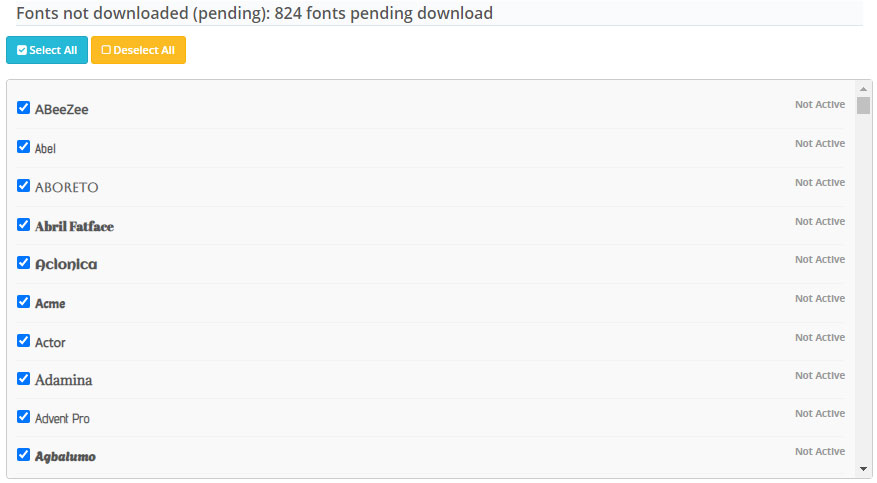 Fonts not downloaded (pending): 824 fonts pending download
Select All Deselect All
ABeeZee Not Active
Abel Not Active
ABORETO Not Active
Abril Fatface Not Active
Aclonica Not Active
Acme Not Active
Actor Not Active
Adamina Not Active
Advent Pro Not Active
Agbalumo Not Active